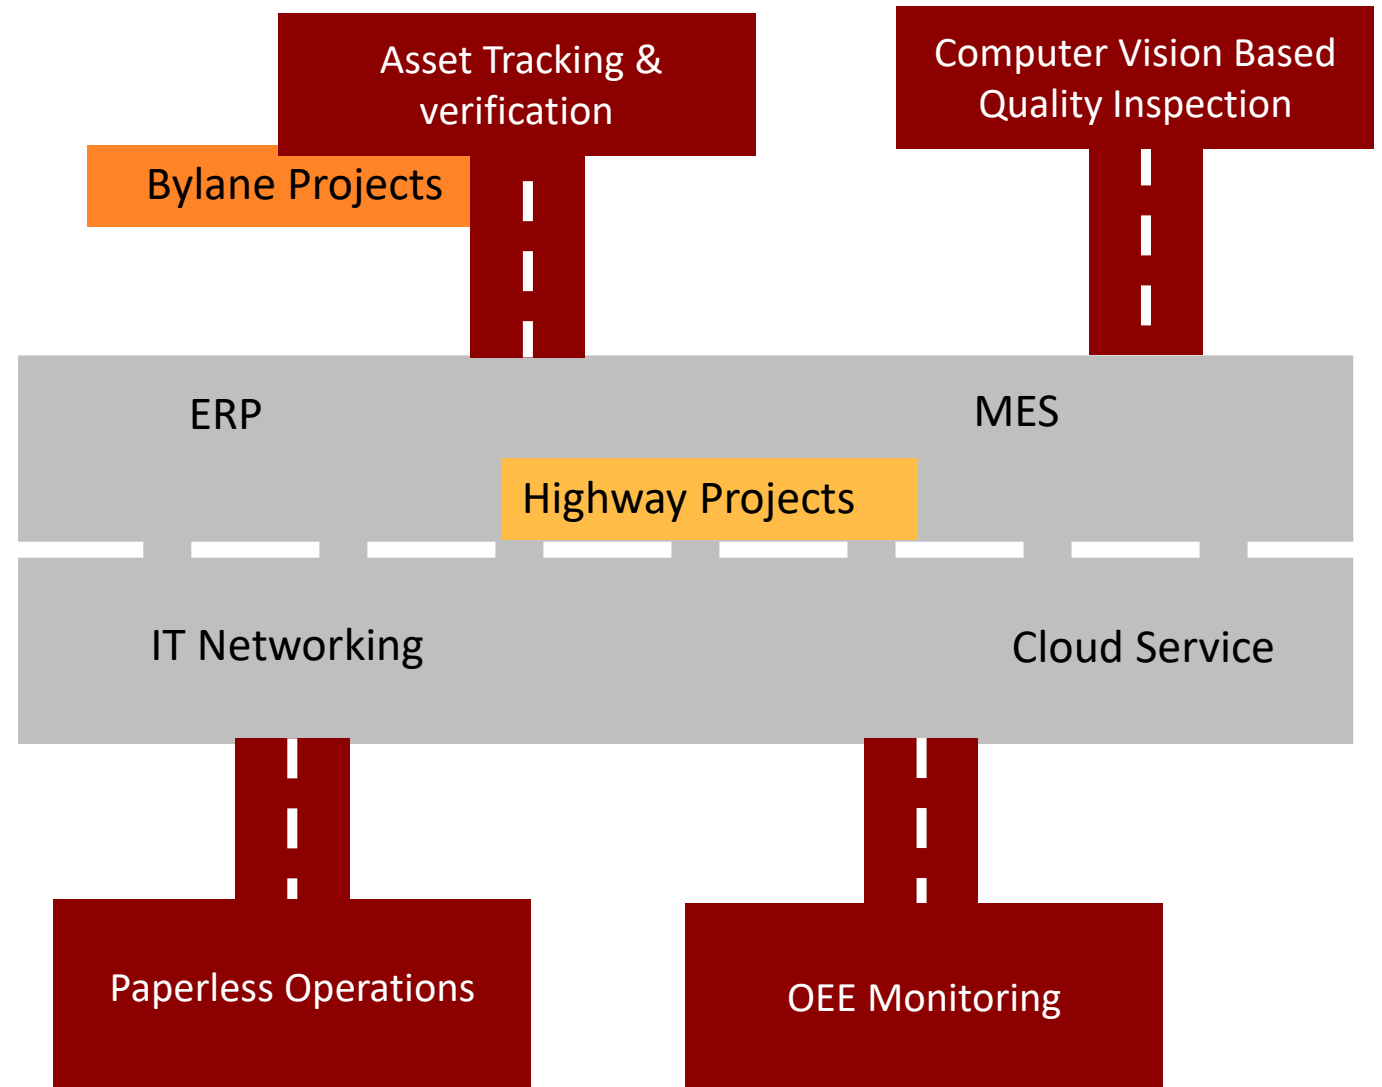 Asset Tracking &
verification
Computer Vision Based
Quality Inspection
Bylane Projects
ERP
MES
Highway Projects
IT Networking
Cloud Service
Paperless Operations
OEE Monitoring